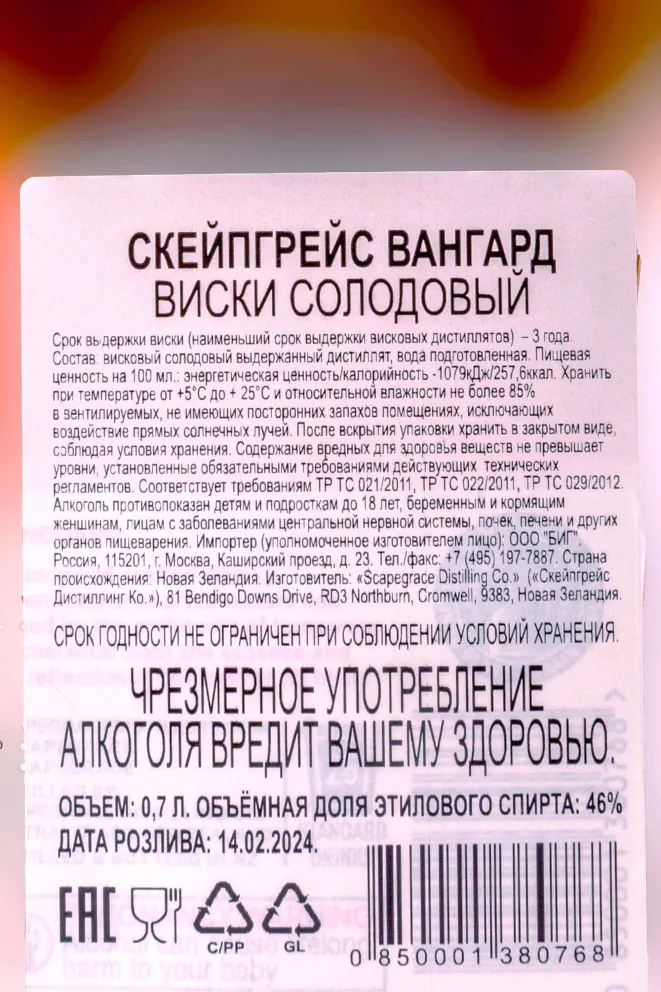 СКЕЙПГРЕЙС ВАНГАРД
ВИСКИ СОЛОДОВЫЙ
Срок выдержки виски (наименьший срок выдержки висковых дистиллятов) – 3 года.
Состав: висковый солодовый выдержанный дистиллят, вода подготовленная. Пищевая
ценность на 100 мл.: энергетическая ценность/калорийность -1079кДж/257,6ккал. Хранить
при температуре от +5°С до + 25°С и относительной влажности не более 85%
в вентилируемых, не имеющих посторонних запахов помещениях, исключающих
воздействие прямых солнечных лучей. После вскрытия упаковки хранить в закрытом виде,
соблюдая условия хранения. Содержание вредных для здоровья веществ не превышает
уровни, установленные обязательными требованиями действующих технических
регламентов. Соответствует требованиям ТР ТС 021/2011, ТР ТС 022/2011, ТР ТС 029/2012.
Алкоголь противопоказан детям и подросткам до 18 лет, беременным и кормящим
женшинам, лицам с заболеваниями центральной нервной системы, почек, печени и других
органов пищеварения. Импортер (уполномоченное изготовителем лицо): ООО "БИГ",
Россия, 115201, г. Москва, Каширский проезд, д. 23. Тел./факс: +7 (495) 197-7887. Страна
происхождения: Новая Зеландия. Изготовитель: «Scapegrace Distilling Co.» («Скейпгрейс
Дистиллинг Ко.»), 81 Bendigo Downs Drive, RD3 Northburn, Cromwell, 9383, Новая Зеландия.
СРОК ГОДНОСТИ НЕ ОГРАНИЧЕН ПРИ СОБЛЮДЕНИИ УСЛОВИЙ ХРАНЕНИЯ.
ЧРЕЗМЕРНОЕ УПОТРЕБЛЕНИЕ
АЛКОГОЛЯ ВРЕДИТ ВАШЕМУ ЗДОРОВЬЮ.
ОБЪЕМ: 0,7 Л. ОБЪЁМНАЯ ДОЛЯ ЭТИЛОВОГО СПИРТА: 46%
ДАТА РОЗЛИВА: 14.02.2024.
EAC
C/PP GL
0 850001 380768
harm to your baby